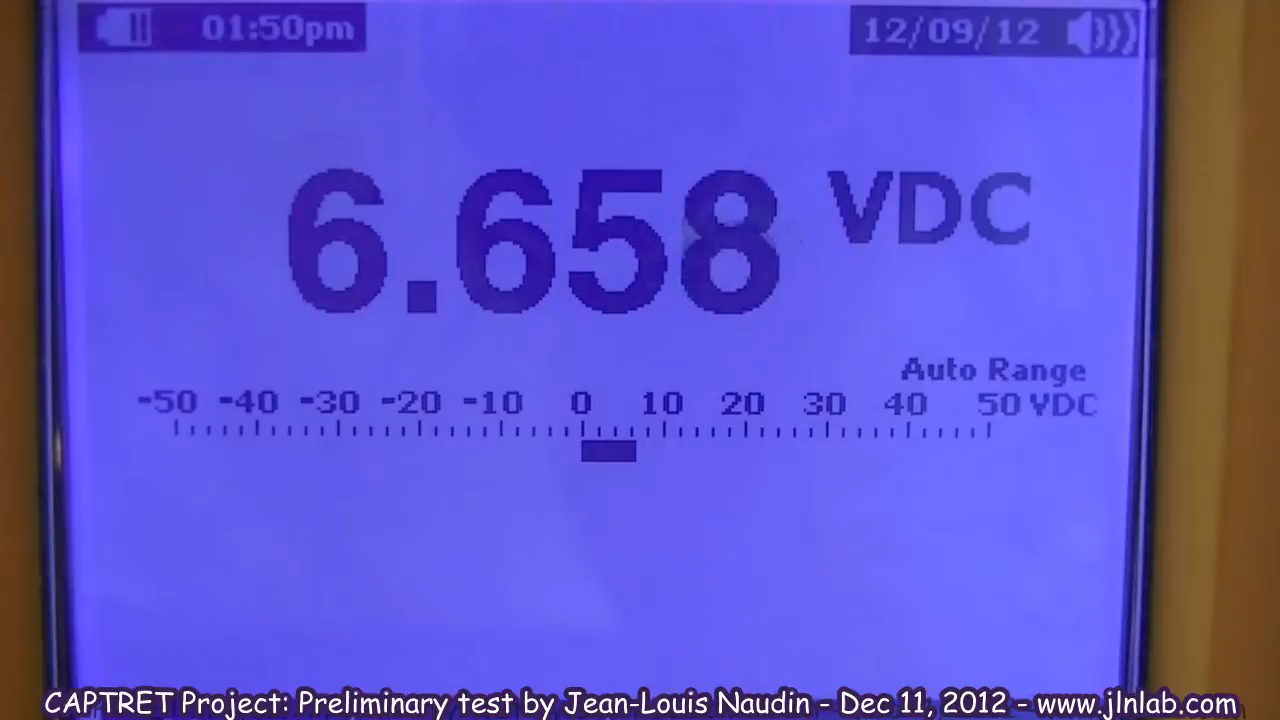 01:50pm 12/09/12
6.658 VDC
Auto Range
-50 -40 -30 -20 -10 0 10 20 30 40 50 VDC
CAPTRET Project: Preliminary test by Jean-Louis Naudin - Dec 11, 2012 - www.jlnlab.com